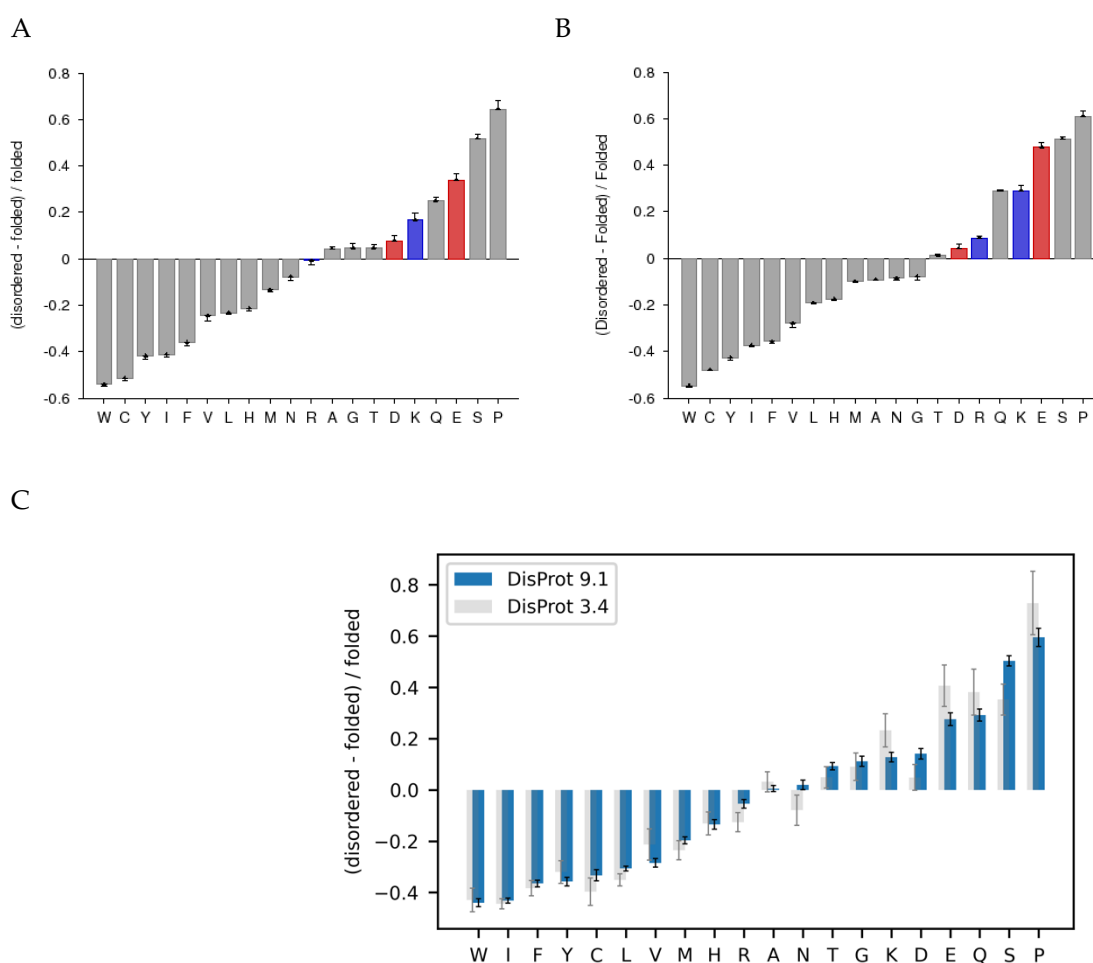 A
B
0.8
0.6
0.4
0.2
0
-0.2
-0.4
-0.6
(disordered - folded) / folded
W C Y I F V L H M N R A G T D K Q E S P
0.8
0.6
0.4
0.2
0
-0.2
-0.4
-0.6
(Disordered - Folded) / Folded
W C Y I F V L H M A N G T D R Q K E S P
C
DisProt 9.1
DisProt 3.4
0.8
0.6
0.4
0.2
0.0
−0.2
−0.4
(disordered - folded) / folded
W I F Y C L V M H R A N T G K D E Q S P